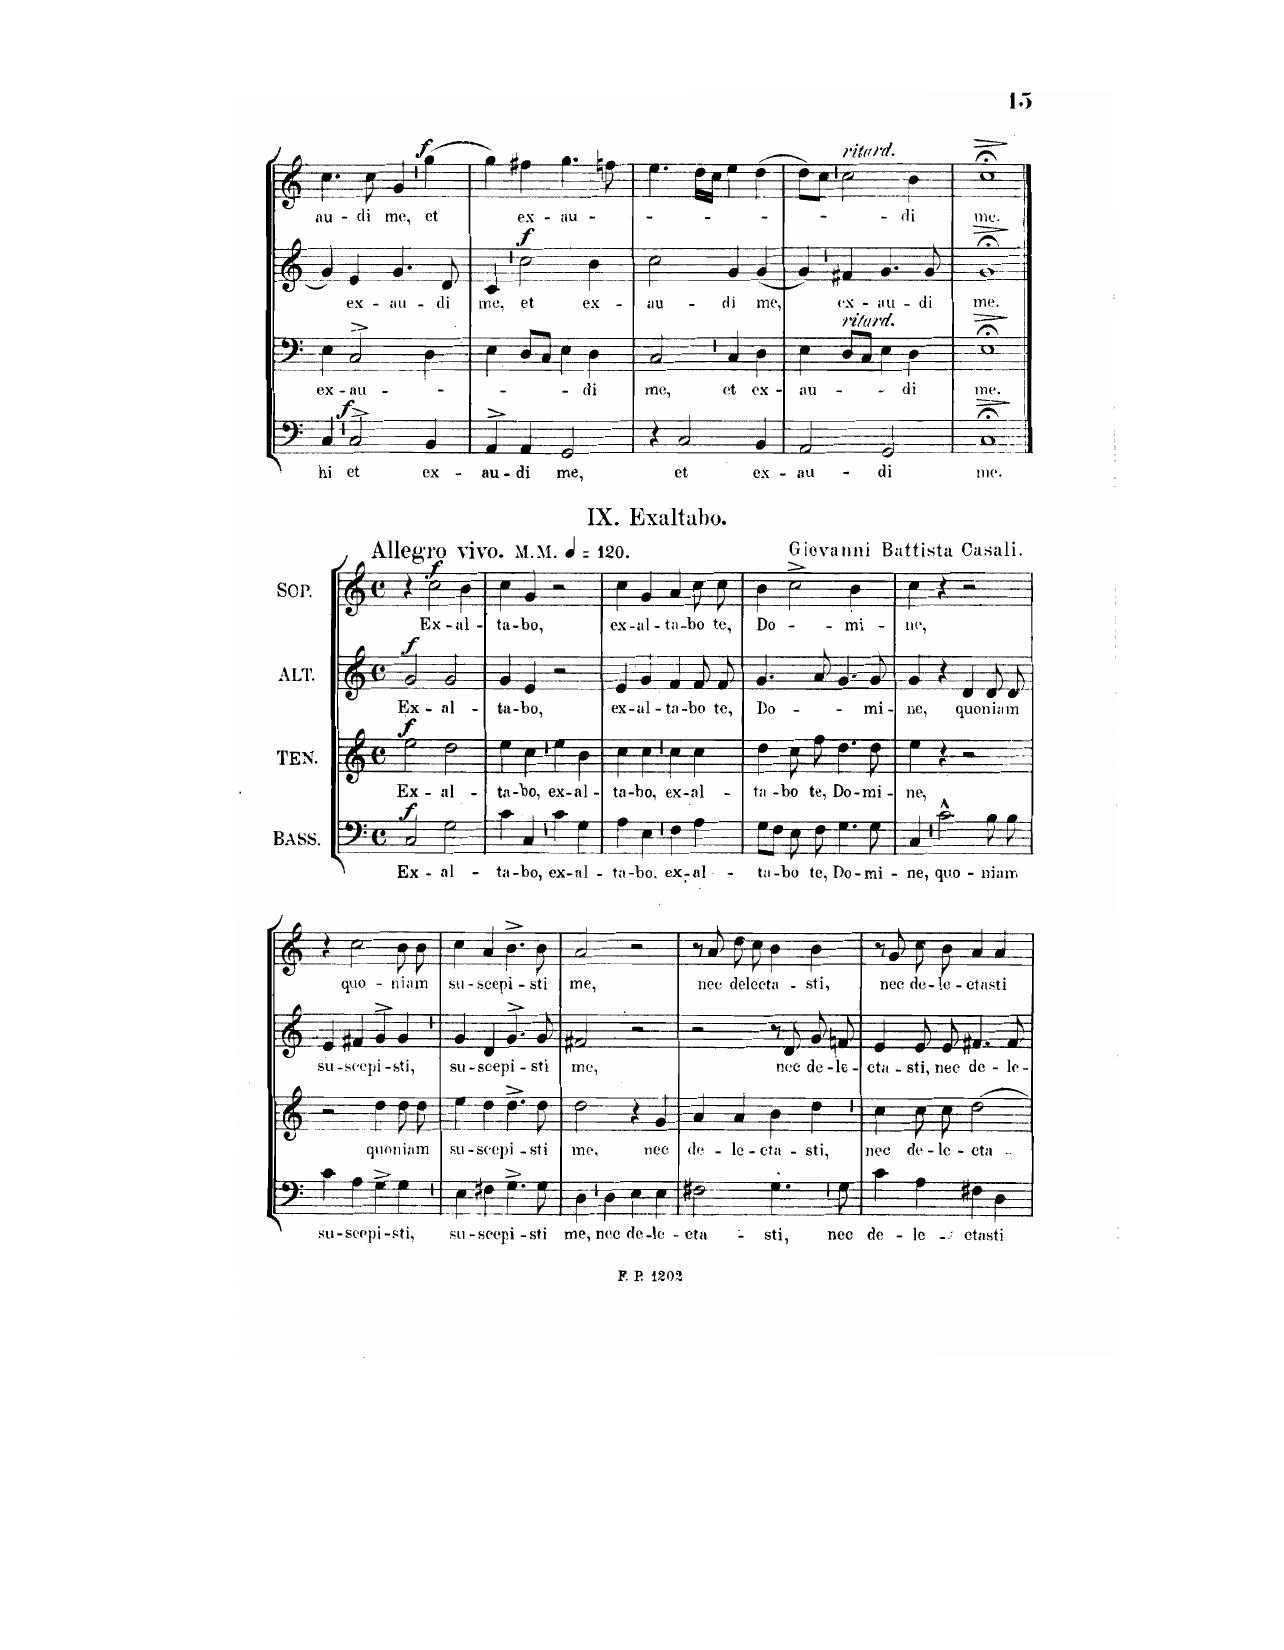 15
f
ritard.
au - di me, et ex - au - - - - - - di me.
f
ex - au - di me, et ex - au - di me, ex - au - di me.
ritard.
ex - au - - - - - di me, et ex - au - - di me.
f
hi et ex - au - di me, et ex - au - di me.
IX. Exaltabo.
Allegro vivo. M.M. = 120. Giovanni Battista Casali.
f
SOP.
Ex - al - ta - bo, ex - al - ta - bo te, Do - - mi - ne,
f
ALT.
Ex - al - ta - bo, ex - al - ta - bo te, Do - - mi - ne, quoniam
f
TEN.
Ex - al - ta - bo, ex - al - ta - bo, ex - al - ta - bo te, Do - mi - ne,
f
BASS.
Ex - al - ta - bo, ex - al - ta - bo, ex - al - ta - bo te, Do - mi - ne, quo - niam
quo - niam su - scepi - sti me, nec delecta - sti, nec de - le - ctasti
su - scepi - sti, su - scepi - sti me, nec de - le - cta - sti, nec de - le -
quoniam su - scepi - sti me, nec de - le - cta - sti, nec de - le - cta -
su - scepi - sti, su - scepi - sti me, nec de - le - cta - sti, nec de - le - ctasti
F. P. 1202